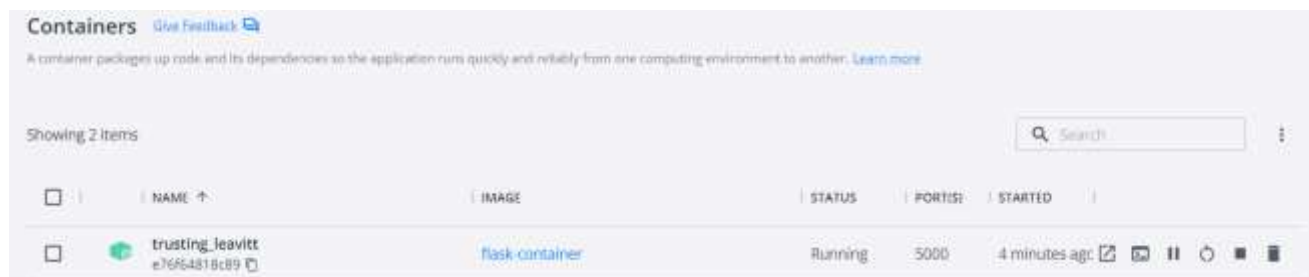 Containers Give Feedback
A container packages up code and its dependencies so the application runs quickly and reliably from one computing environment to another. Learn more
Showing 2 items
Search
NAME ↑ IMAGE STATUS PORT(S) STARTED
trusting_leavitt flask-container Running 5000 4 minutes agc
e76f64818c89